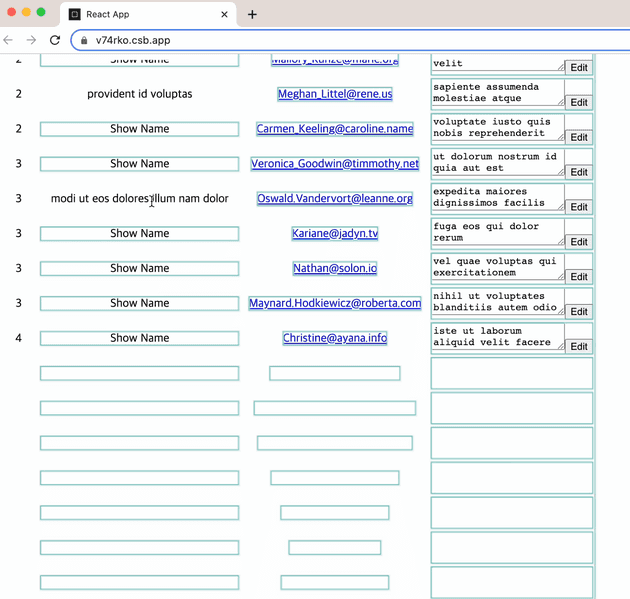 React App
v74rko.csb.app
2 Show Name Mallory_Kunze@marie.org velit Edit
2 provident id voluptas Meghan_Littel@rene.us sapiente assumenda
molestiae atque Edit
2 Show Name Carmen_Keeling@caroline.name voluptate iusto quis
nobis reprehenderit Edit
3 Show Name Veronica_Goodwin@timmothy.net ut dolorum nostrum id
quia aut est Edit
3 modi ut eos dolores illum nam dolor Oswald.Vandervort@leanne.org expedita maiores
dignissimos facilis Edit
3 Show Name Kariane@jadyn.tv fuga eos qui dolor
rerum Edit
3 Show Name Nathan@solon.io vel quae voluptas qui
exercitationem Edit
3 Show Name Maynard.Hodkiewicz@roberta.com nihil ut voluptates
blanditiis autem odio Edit
4 Show Name Christine@ayana.info iste ut laborum
aliquid velit facere Edit